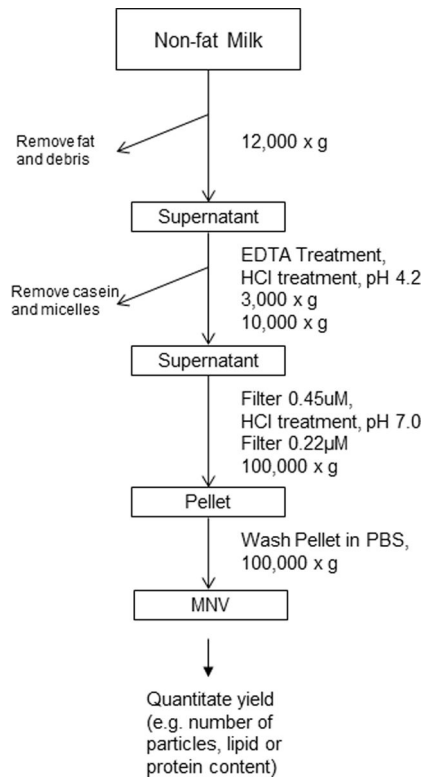 Non-fat Milk
Remove fat
and debris
12,000 x g
Supernatant
EDTA Treatment,
HCl treatment, pH 4.2
3,000 x g
10,000 x g
Remove casein
and micelles
Supernatant
Filter 0.45uM,
HCl treatment, pH 7.0
Filter 0.22µM
100,000 x g
Pellet
Wash Pellet in PBS,
100,000 x g
MNV
Quantitate yield
(e.g. number of
particles, lipid or
protein content)